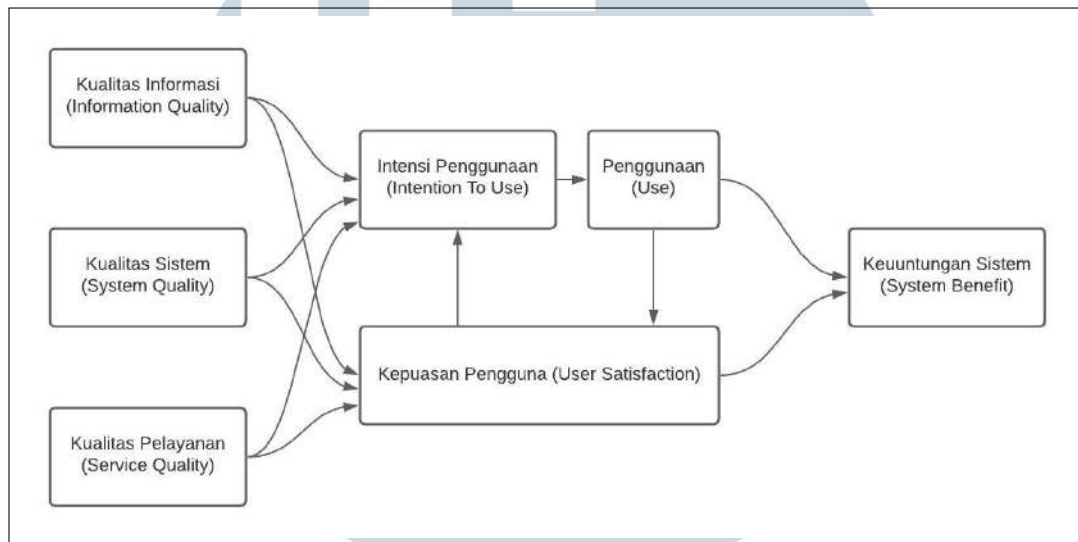 Kualitas Informasi
(Information Quality)
Intensi Penggunaan
(Intention To Use)
Penggunaan
(Use)
Kualitas Sistem
(System Quality)
Keuuntungan Sistem
(System Benefit)
Kepuasan Pengguna (User Satisfaction)
Kualitas Pelayanan
(Service Quality)